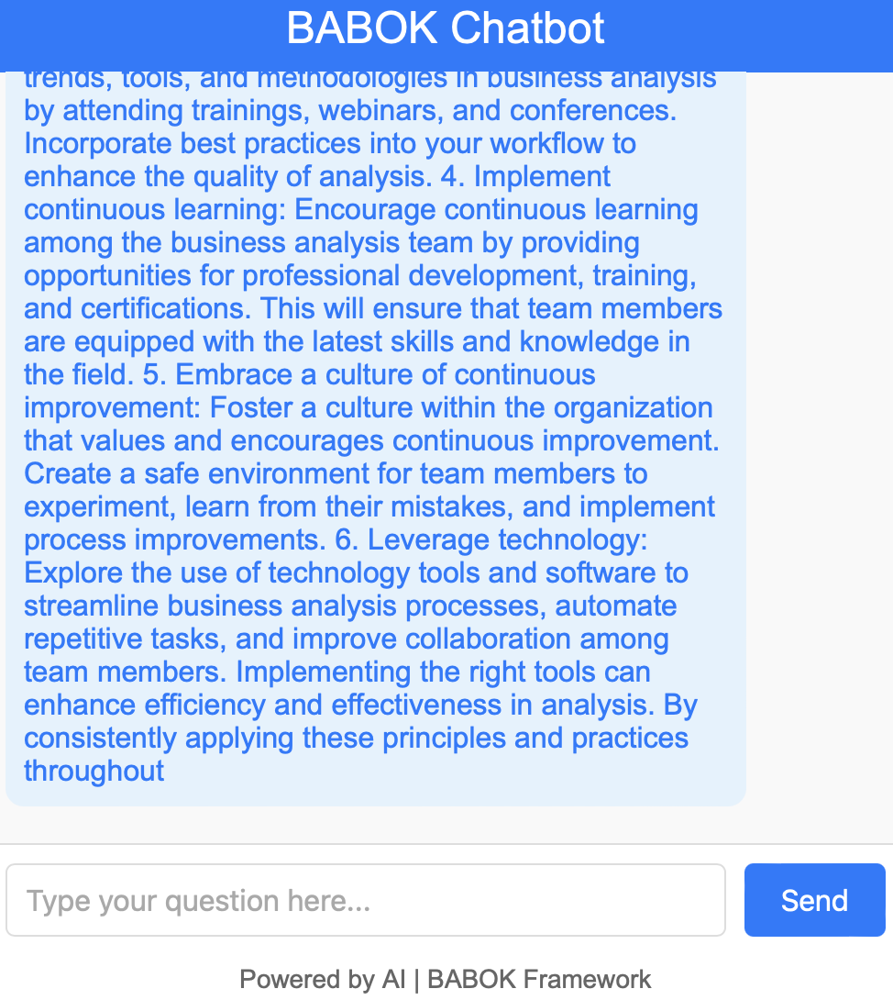 BABOK Chatbot
trends, tools, and methodologies in business analysis
by attending trainings, webinars, and conferences.
Incorporate best practices into your workflow to
enhance the quality of analysis. 4. Implement
continuous learning: Encourage continuous learning
among the business analysis team by providing
opportunities for professional development, training,
and certifications. This will ensure that team members
are equipped with the latest skills and knowledge in
the field. 5. Embrace a culture of continuous
improvement: Foster a culture within the organization
that values and encourages continuous improvement.
Create a safe environment for team members to
experiment, learn from their mistakes, and implement
process improvements. 6. Leverage technology:
Explore the use of technology tools and software to
streamline business analysis processes, automate
repetitive tasks, and improve collaboration among
team members. Implementing the right tools can
enhance efficiency and effectiveness in analysis. By
consistently applying these principles and practices
throughout
Type your question here...
Send
Powered by AI | BABOK Framework